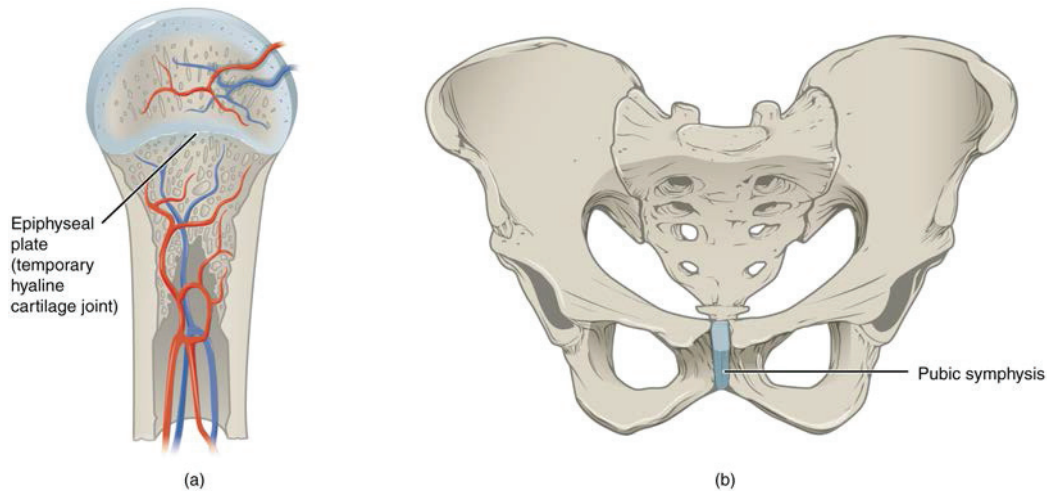 Epiphyseal
plate
(temporary
hyaline
cartilage joint)
Pubic symphysis
(a)
(b)